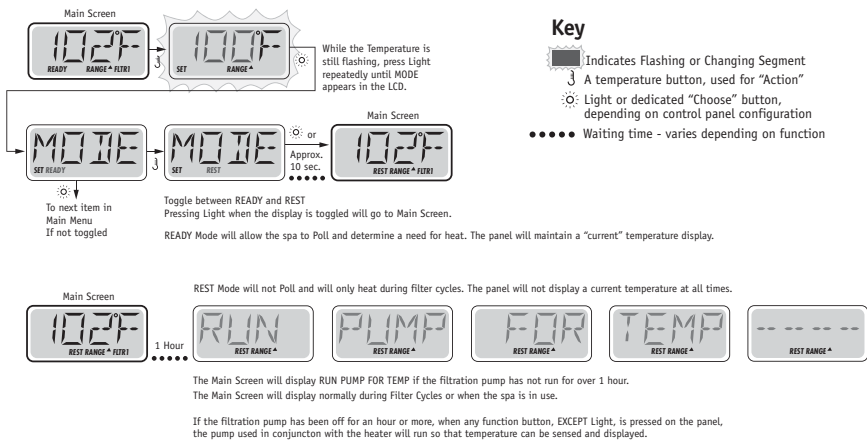 Main Screen
102°F
READY RANGE FLTR1
100°F
SET RANGE
While the Temperature is
still flashing, press Light
repeatedly until MODE
appears in the LCD.
Key
Indicates Flashing or Changing Segment
A temperature button, used for “Action”
Light or dedicated “Choose” button,
depending on control panel configuration
Waiting time - varies depending on function
MODE
SET READY
MODE
SET REST
or
Approx.
10 sec.
Main Screen
102°F
REST RANGE FLTR1
To next item in
Main Menu
If not toggled
Toggle between READY and REST
Pressing Light when the display is toggled will go to Main Screen.
READY Mode will allow the spa to Poll and determine a need for heat. The panel will maintain a “current” temperature display.
REST Mode will not Poll and will only heat during filter cycles. The panel will not display a current temperature at all times.
Main Screen
102°F
REST RANGE FLTR1
1 Hour
RUN
REST RANGE
PUMP
REST RANGE
FOR
REST RANGE
TEMP
REST RANGE
-- -- -- --
REST RANGE
The Main Screen will display RUN PUMP FOR TEMP if the filtration pump has not run for over 1 hour.
The Main Screen will display normally during Filter Cycles or when the spa is in use.
If the filtration pump has been off for an hour or more, when any function button, EXCEPT Light, is pressed on the panel,
the pump used in conjuncton with the heater will run so that temperature can be sensed and displayed.